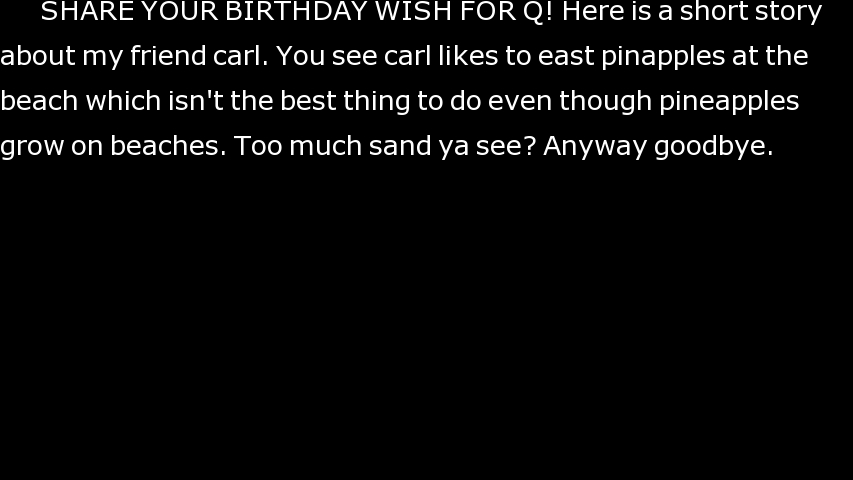 SHARE YOUR BIRTHDAY WISH FOR Q! Here is a short story
about my friend carl. You see carl likes to east pinapples at the
beach which isn't the best thing to do even though pineapples
grow on beaches. Too much sand ya see? Anyway goodbye.